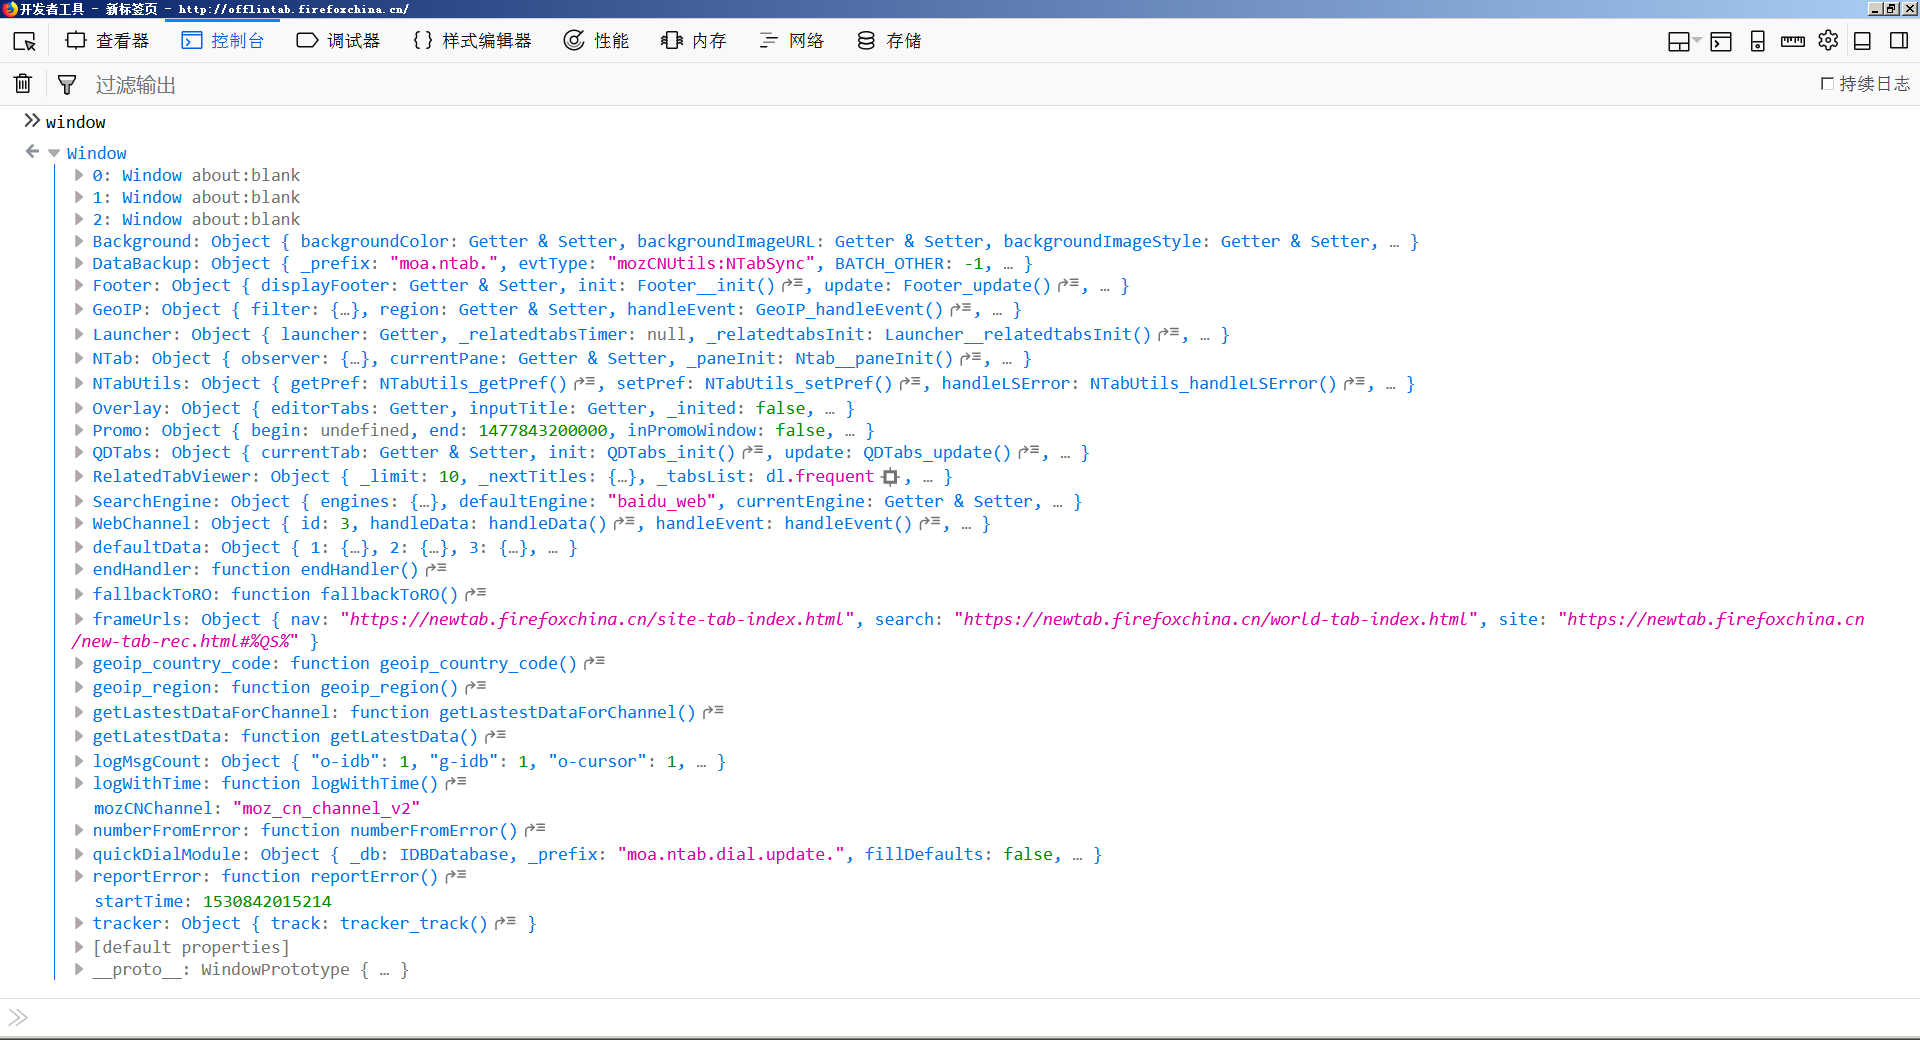 开发者工具 - 新标签页 - http://offlintab.firefoxchina.cn/
查看器 控制台 调试器 样式编辑器 性能 内存 网络 存储
过滤输出 持续日志
window
Window
0: Window about:blank
1: Window about:blank
2: Window about:blank
Background: Object { backgroundColor: Getter & Setter, backgroundImageURL: Getter & Setter, backgroundImageStyle: Getter & Setter, … }
DataBackup: Object { _prefix: "moa.ntab.", evtType: "mozCNUtils:NTabSync", BATCH_OTHER: -1, … }
Footer: Object { displayFooter: Getter & Setter, init: Footer__init(), update: Footer_update(), … }
GeoIP: Object { filter: {…}, region: Getter & Setter, handleEvent: GeoIP_handleEvent(), … }
Launcher: Object { launcher: Getter, _relatedtabsTimer: null, _relatedtabsInit: Launcher__relatedtabsInit(), … }
NTab: Object { observer: {…}, currentPane: Getter & Setter, _paneInit: Ntab__paneInit(), … }
NTabUtils: Object { getPref: NTabUtils_getPref(), setPref: NTabUtils_setPref(), handleLSError: NTabUtils_handleLSError(), … }
Overlay: Object { editorTabs: Getter, inputTitle: Getter, _inited: false, … }
Promo: Object { begin: undefined, end: 1477843200000, inPromoWindow: false, … }
QDTabs: Object { currentTab: Getter & Setter, init: QDTabs_init(), update: QDTabs_update(), … }
RelatedTabViewer: Object { _limit: 10, _nextTitles: {…}, _tabsList: dl.frequent, … }
SearchEngine: Object { engines: {…}, defaultEngine: "baidu_web", currentEngine: Getter & Setter, … }
WebChannel: Object { id: 3, handleData: handleData(), handleEvent: handleEvent(), … }
defaultData: Object { 1: {…}, 2: {…}, 3: {…}, … }
endHandler: function endHandler()
fallbackToRO: function fallbackToRO()
frameUrls: Object { nav: "https://newtab.firefoxchina.cn/site-tab-index.html", search: "https://newtab.firefoxchina.cn/world-tab-index.html", site: "https://newtab.firefoxchina.cn
/new-tab-rec.html#%QS%" }
geoip_country_code: function geoip_country_code()
geoip_region: function geoip_region()
getLastestDataForChannel: function getLastestDataForChannel()
getLatestData: function getLatestData()
logMsgCount: Object { "o-idb": 1, "g-idb": 1, "o-cursor": 1, … }
logWithTime: function logWithTime()
mozCNChannel: "moz_cn_channel_v2"
numberFromError: function numberFromError()
quickDialModule: Object { _db: IDBDatabase, _prefix: "moa.ntab.dial.update.", fillDefaults: false, … }
reportError: function reportError()
startTime: 1530842015214
tracker: Object { track: tracker_track() }
[default properties]
__proto__: WindowPrototype { … }